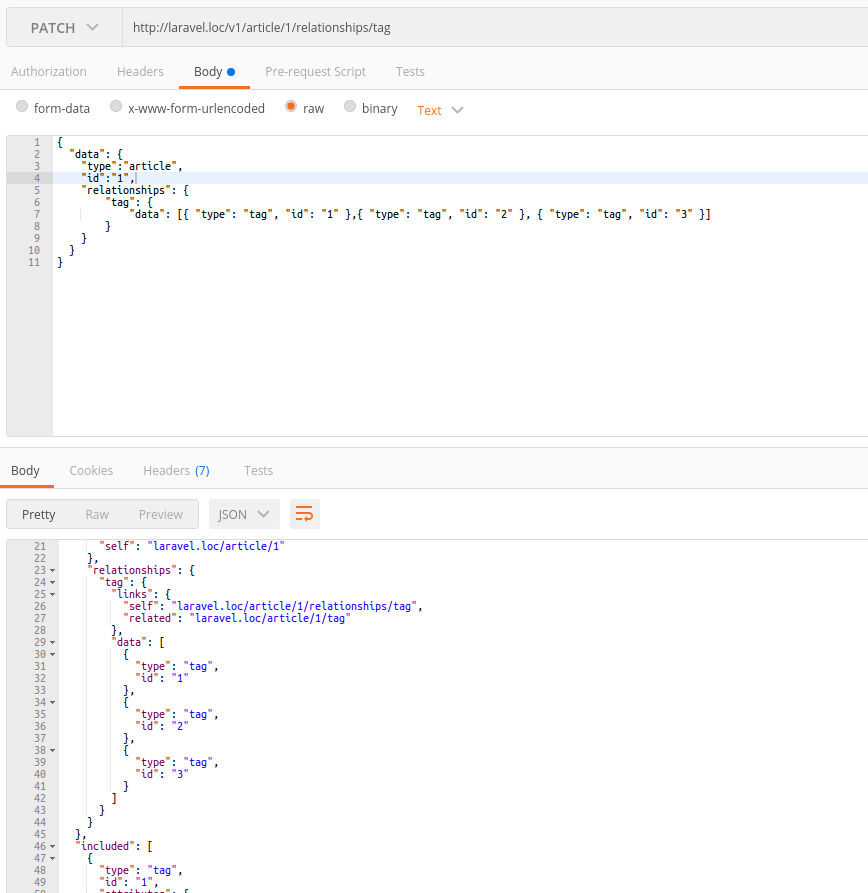 PATCH http://laravel.loc/v1/article/1/relationships/tag
Authorization Headers Body Pre-request Script Tests
form-data x-www-form-urlencoded raw binary Text
1 {
2 "data": {
3 "type":"article",
4 "id":"1",
5 "relationships": {
6 "tag": {
7 "data": [{ "type": "tag", "id": "1" },{ "type": "tag", "id": "2" }, { "type": "tag", "id": "3" }]
8 }
9 }
10 }
11 }
Body Cookies Headers (7) Tests
Pretty Raw Preview JSON
21 "self": "laravel.loc/article/1"
22 },
23 "relationships": {
24 "tag": {
25 "links": {
26 "self": "laravel.loc/article/1/relationships/tag",
27 "related": "laravel.loc/article/1/tag"
28 },
29 "data": [
30 {
31 "type": "tag",
32 "id": "1"
33 },
34 {
35 "type": "tag",
36 "id": "2"
37 },
38 {
39 "type": "tag",
40 "id": "3"
41 }
42 ]
43 }
44 }
45 },
46 "included": [
47 {
48 "type": "tag",
49 "id": "1",
50 "attributes": {